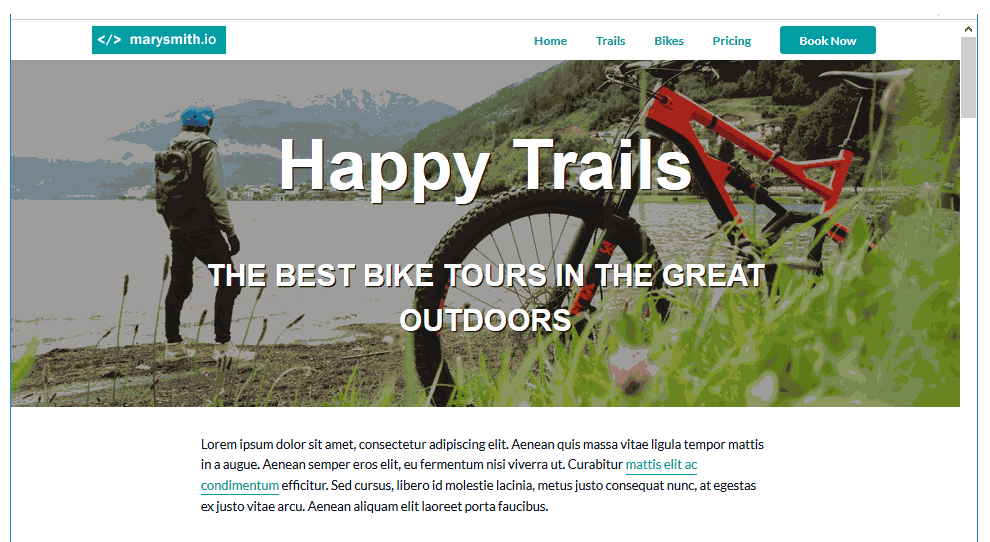 </> marysmith.io
Home Trails Bikes Pricing Book Now
Happy Trails
THE BEST BIKE TOURS IN THE GREAT
OUTDOORS
Lorem ipsum dolor sit amet, consectetur adipiscing elit. Aenean quis massa vitae ligula tempor mattis
in a augue. Aenean semper eros elit, eu fermentum nisi viverra ut. Curabitur mattis elit ac
condimentum efficitur. Sed cursus, libero id molestie lacinia, metus justo consequat nunc, at egestas
ex justo vitae arcu. Aenean aliquam elit laoreet porta faucibus.